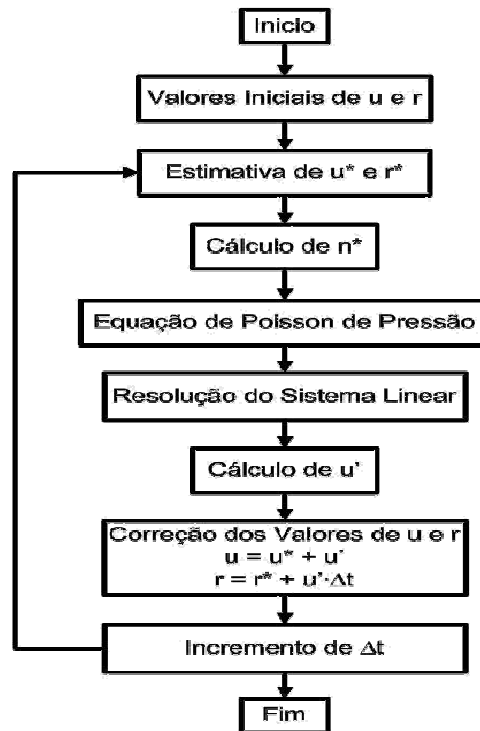 Inicio
Valores Iniciais de u e r
Estimativa de u* e r*
Cálculo de n*
Equação de Poisson de Pressão
Resolução do Sistema Linear
Cálculo de u'
Correção dos Valores de u e r
u = u* + u'
r = r* + u'·Δt
Incremento de Δt
Fim